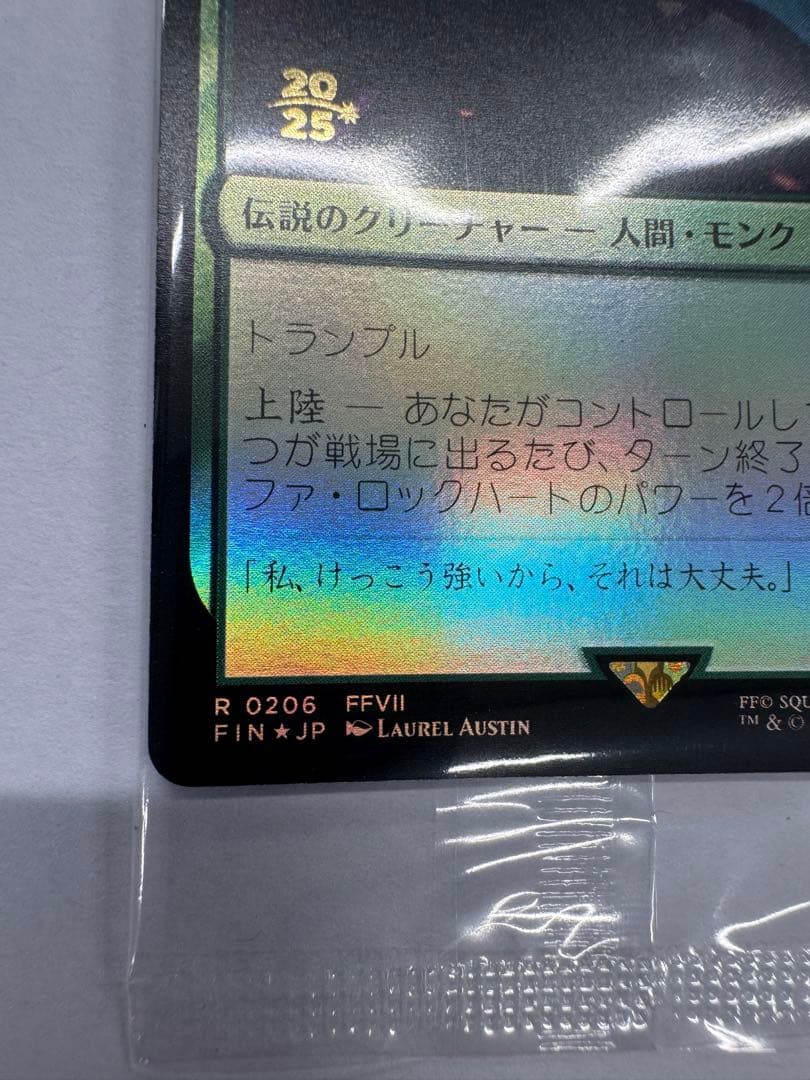 20
25
伝説のクリーチャー — 人間・モンク
トランプル
上陸 — あなたがコントロールして
つが戦場に出るたび、ターン終了
ファ・ロックハートのパワーを2倍
「私、けっこう強いから、それは大丈夫。」
R 0206 FFVII
FIN★JP LAUREL AUSTIN
FF© SQU
™ & ©